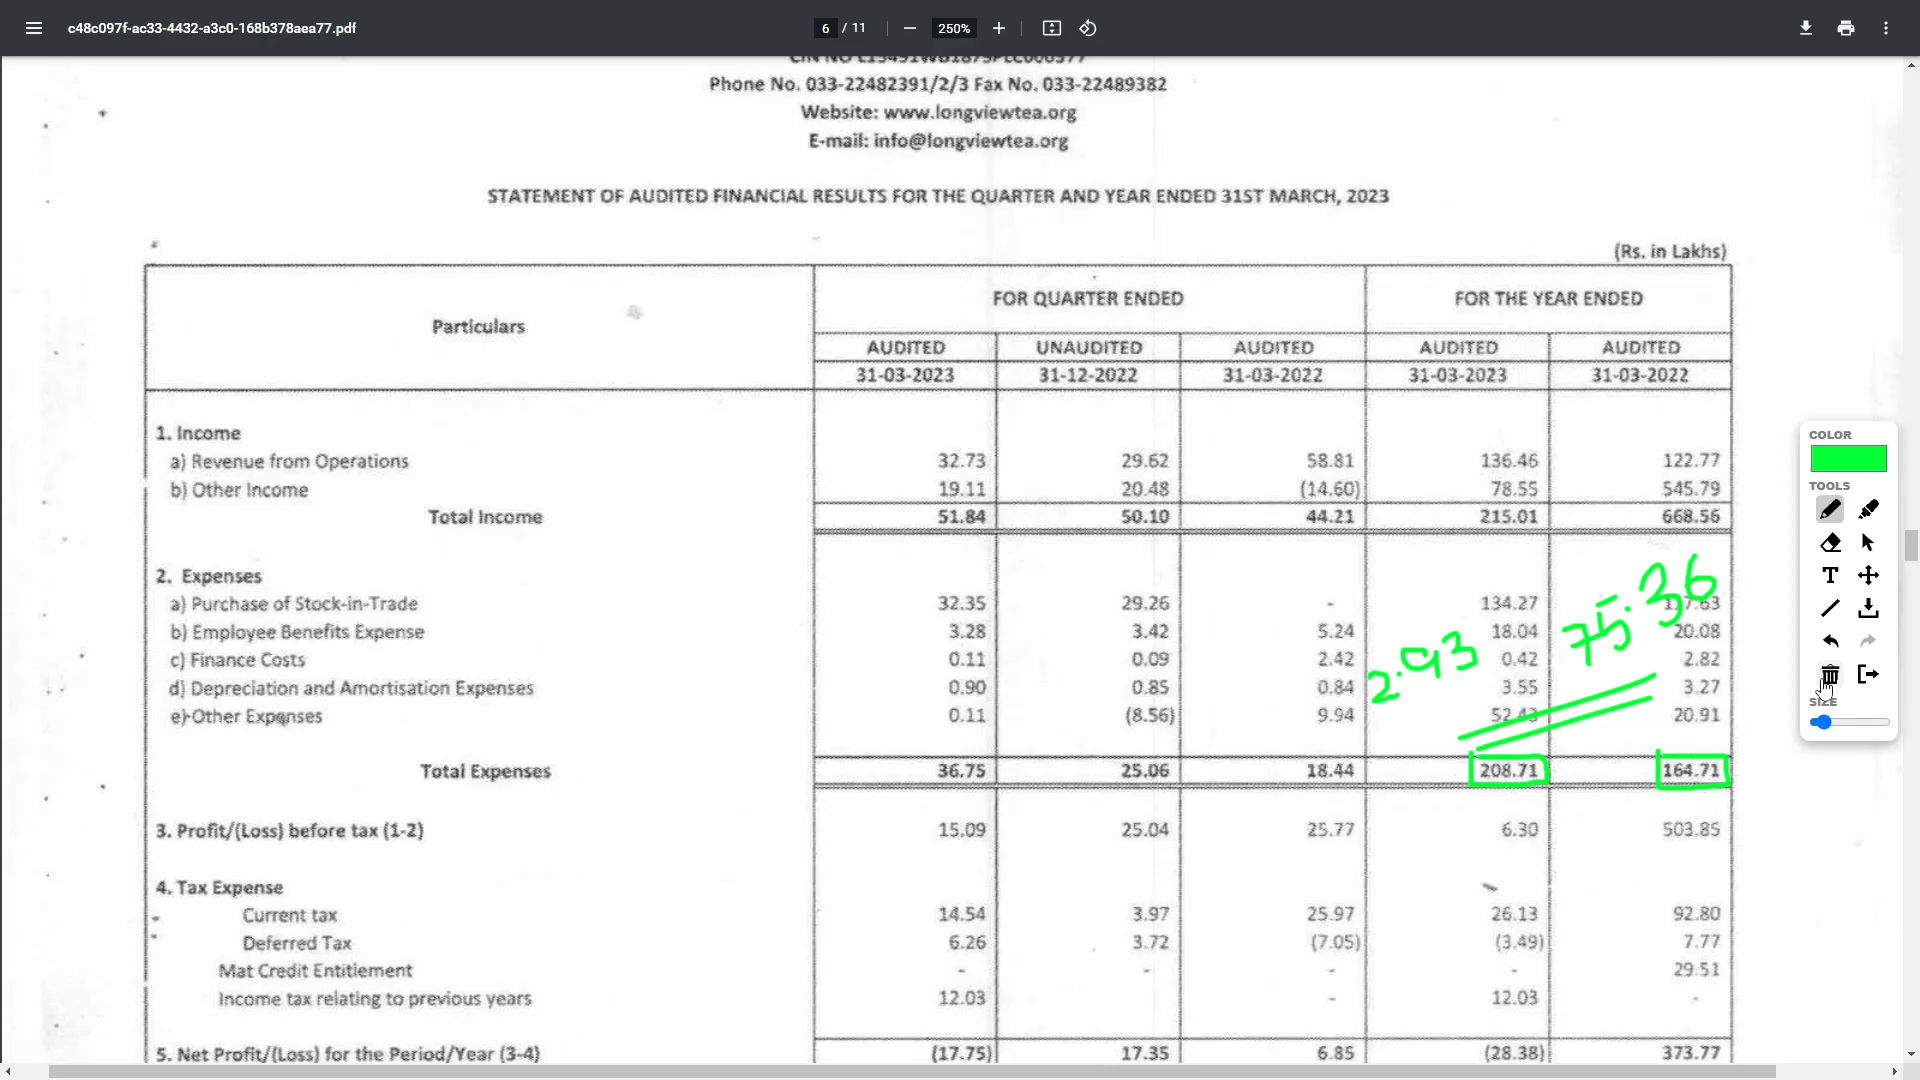 c48c097f-ac33-4432-a3c0-168b378aea77.pdf 6 / 11 250%
Phone No. 033-22482391/2/3 Fax No. 033-22489382
Website: www.longviewtea.org
E-mail: info@longviewtea.org
STATEMENT OF AUDITED FINANCIAL RESULTS FOR THE QUARTER AND YEAR ENDED 31ST MARCH, 2023
(Rs. in Lakhs)
Particulars FOR QUARTER ENDED FOR THE YEAR ENDED
AUDITED UNAUDITED AUDITED AUDITED AUDITED
31-03-2023 31-12-2022 31-03-2022 31-03-2023 31-03-2022
1. Income
a) Revenue from Operations 32.73 29.62 58.81 136.46 122.77
b) Other Income 19.11 20.48 (14.60) 78.55 545.79
Total Income 51.84 50.10 44.21 215.01 668.56
2. Expenses
a) Purchase of Stock-in-Trade 32.35 29.26 - 134.27
b) Employee Benefits Expense 3.28 3.42 5.24 18.04 20.08
c) Finance Costs 0.11 0.09 2.42 0.42 2.82
d) Depreciation and Amortisation Expenses 0.90 0.85 0.84 3.55 3.27
e) Other Expenses 0.11 (8.56) 9.94 52.43 20.91
2.93 75.36
Total Expenses 36.75 25.06 18.44 208.71 164.71
3. Profit/(Loss) before tax (1-2) 15.09 25.04 25.77 6.30 503.85
4. Tax Expense
Current tax 14.54 3.97 25.97 26.13 92.80
Deferred Tax 6.26 3.72 (7.05) (3.49) 7.77
Mat Credit Entitlement - - - - 29.51
Income tax relating to previous years 12.03 - 12.03 -
5. Net Profit/(Loss) for the Period/Year (3-4) (17.75) 17.35 6.85 (28.38) 373.77
COLOR
TOOLS
T
SIZE